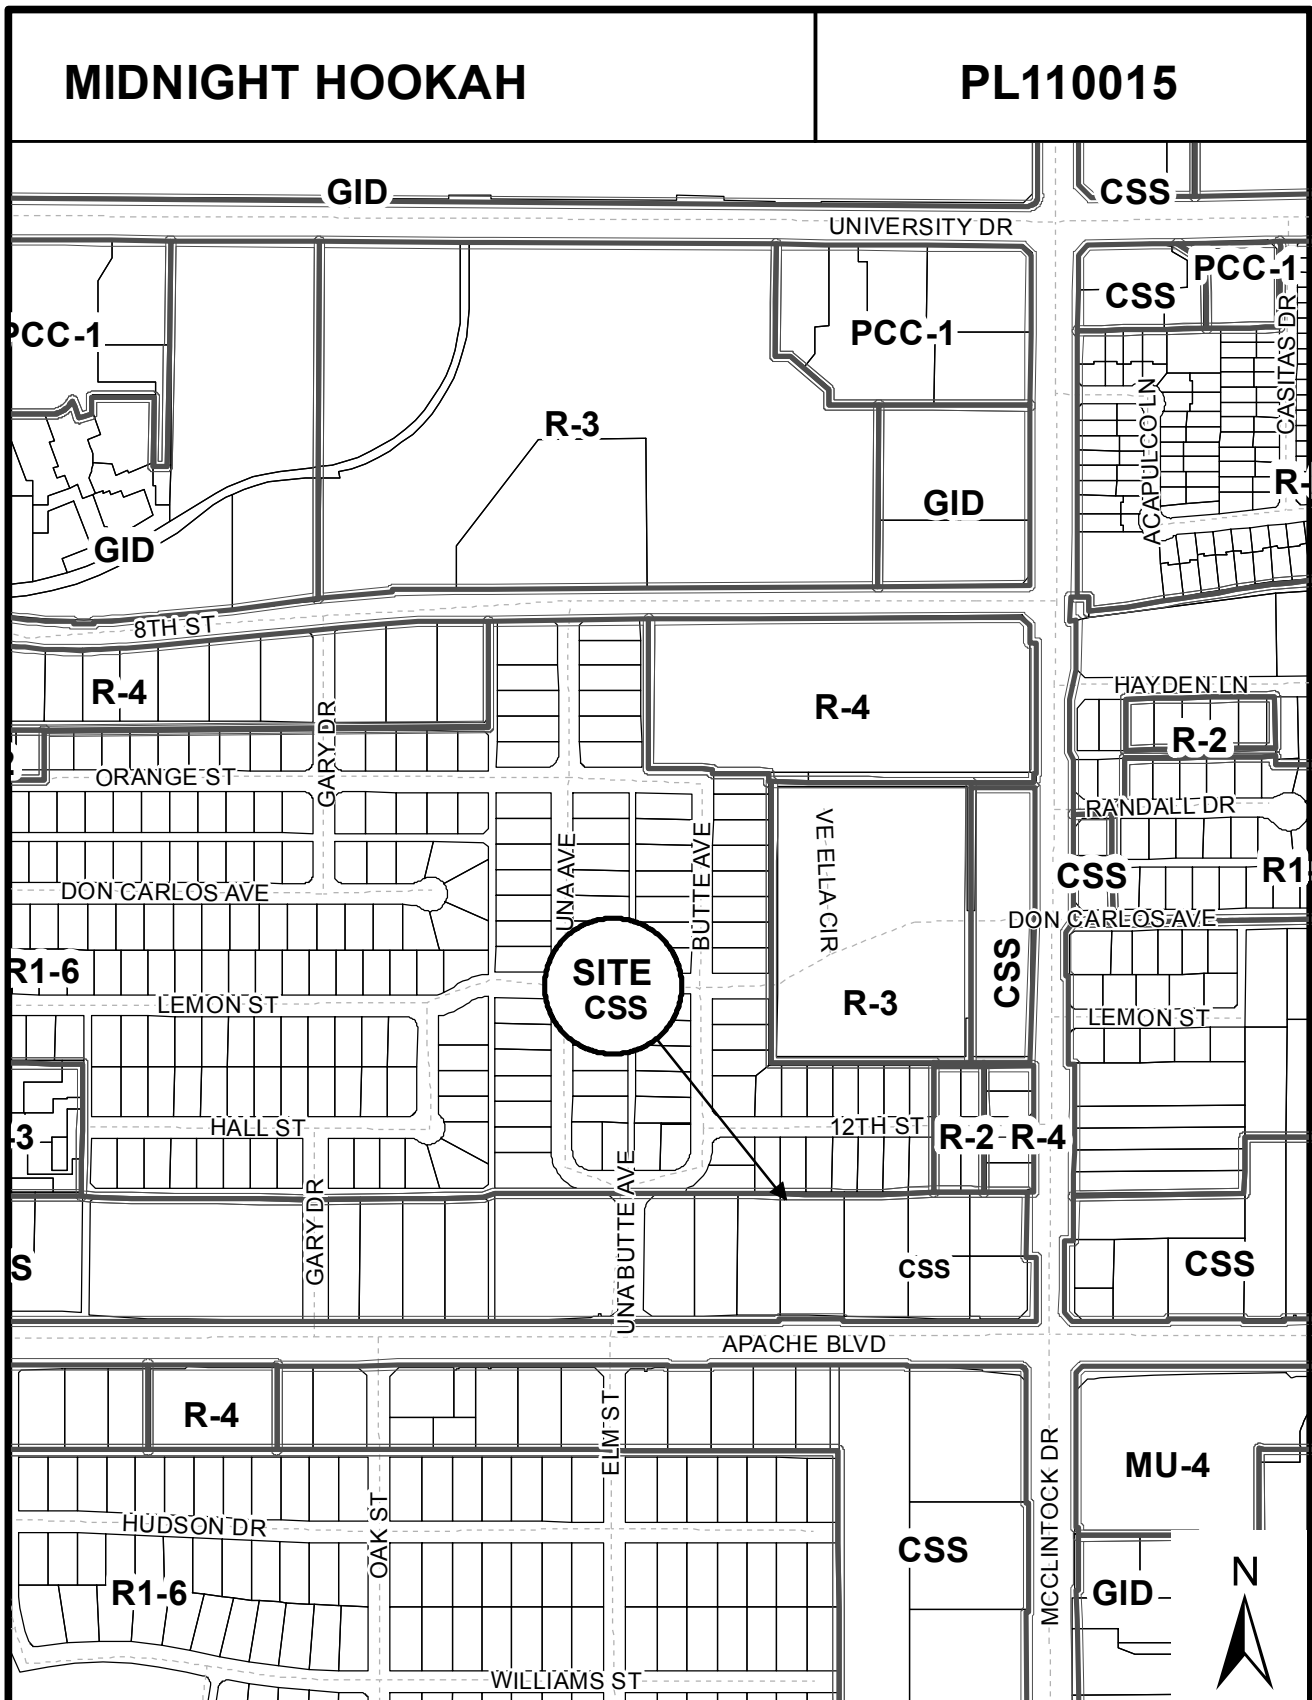 MIDNIGHT HOOKAH
PL110015
GID
CSS
UNIVERSITY DR
PCC-1
CSS
PCC-1
PCC-1
CASITAS DR
ACAPULCO LN
R-3
R-
GID
GID
8TH ST
R-4
GARY DR
R-4
HAYDEN LN
R-2
ORANGE ST
RANDALL DR
VE ELLA CIR
UNA AVE
BUTTE AVE
CSS
R1
DON CARLOS AVE
DON CARLOS AVE
R1-6
SITE
CSS
CSS
LEMON ST
R-3
LEMON ST
HALL ST
12TH ST
-3
R-2
R-4
GARY DR
UNABUTTE AVE
S
CSS
CSS
APACHE BLVD
R-4
ELM ST
MCCLINTOCK DR
MU-4
HUDSON DR
OAK ST
CSS
R1-6
GID
N
WILLIAMS ST